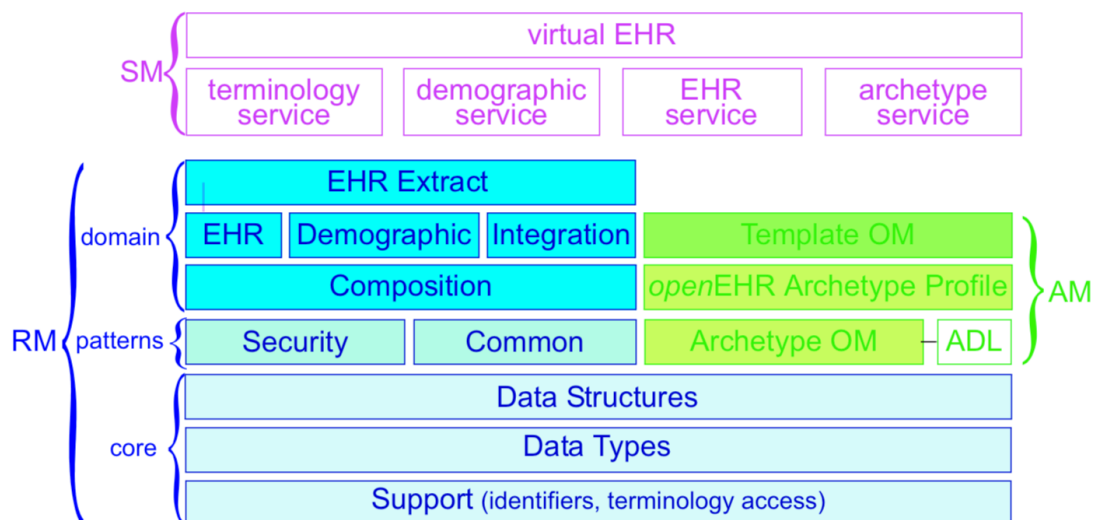 virtual EHR
SM
terminology
service
demographic
service
EHR
service
archetype
service
EHR Extract
domain
EHR
Demographic
Integration
Template OM
Composition
openEHR Archetype Profile
AM
RM
patterns
Security
Common
Archetype OM
ADL
Data Structures
core
Data Types
Support (identifiers, terminology access)